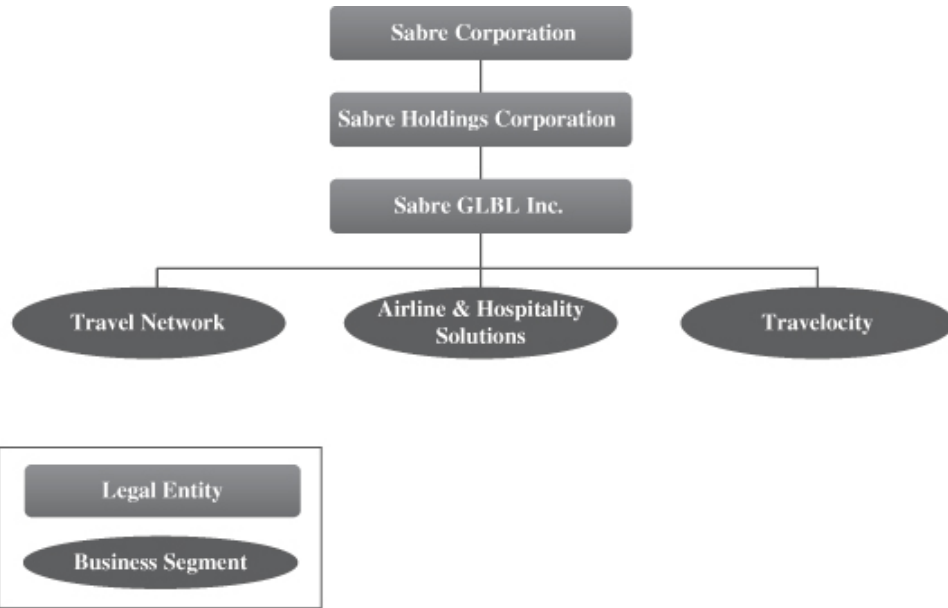 Sabre Corporation
Sabre Holdings Corporation
Sabre GLBL Inc.
Travel Network
Airline & Hospitality
Solutions
Travelocity
Legal Entity
Business Segment